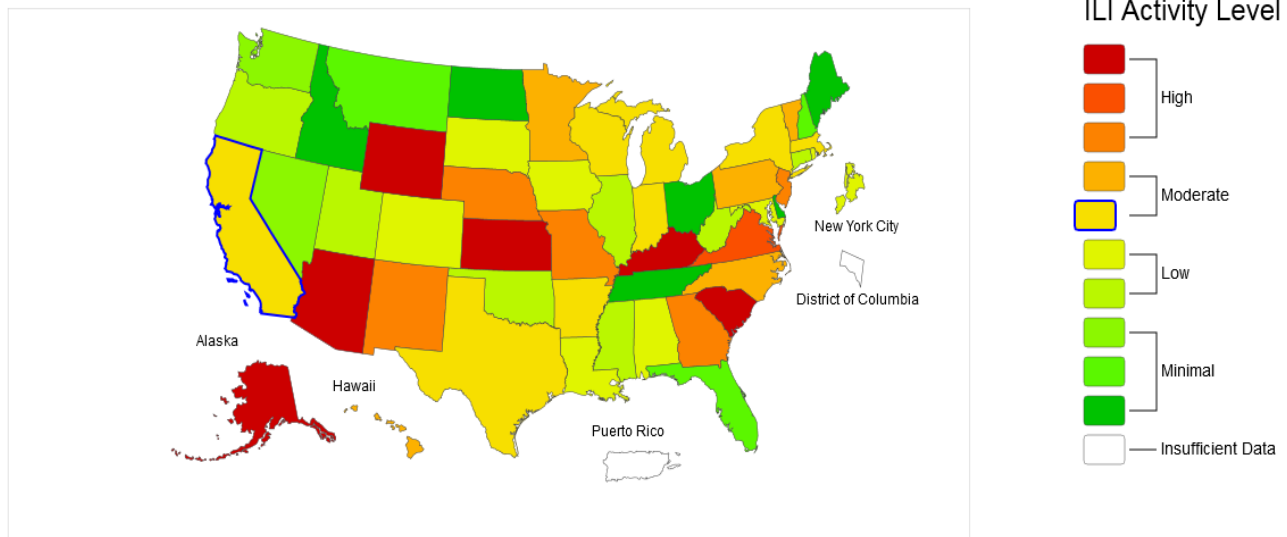 ILI Activity Level
High
Moderate
New York City
Low
District of Columbia
Alaska
Minimal
Hawaii
Puerto Rico
Insufficient Data